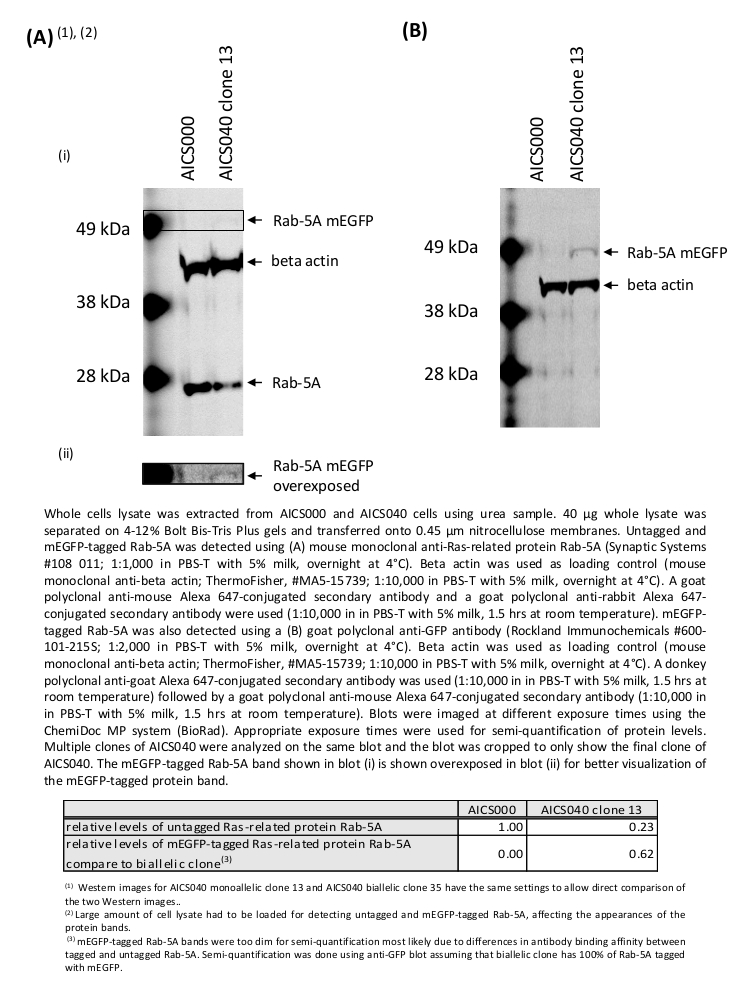 (A) (1), (2)
(B)
AICS000
AICS040 clone 13
AICS000
AICS040 clone 13
(i)
49 kDa
38 kDa
28 kDa
Rab-5A mEGFP
beta actin
Rab-5A
49 kDa
38 kDa
28 kDa
Rab-5A mEGFP
beta actin
(ii)
Rab-5A mEGFP
overexposed
Whole cells lysate was extracted from AICS000 and AICS040 cells using urea sample. 40 µg whole lysate was
separated on 4-12% Bolt Bis-Tris Plus gels and transferred onto 0.45 µm nitrocellulose membranes. Untagged and
mEGFP-tagged Rab-5A was detected using (A) mouse monoclonal anti-Ras-related protein Rab-5A (Synaptic Systems
#108 011; 1:1,000 in PBS-T with 5% milk, overnight at 4°C). Beta actin was used as loading control (mouse
monoclonal anti-beta actin; ThermoFisher, #MA5-15739; 1:10,000 in PBS-T with 5% milk, overnight at 4°C). A goat
polyclonal anti-mouse Alexa 647-conjugated secondary antibody and a goat polyclonal anti-rabbit Alexa 647-
conjugated secondary antibody were used (1:10,000 in in PBS-T with 5% milk, 1.5 hrs at room temperature). mEGFP-
tagged Rab-5A was also detected using a (B) goat polyclonal anti-GFP antibody (Rockland Immunochemicals #600-
101-215S; 1:2,000 in PBS-T with 5% milk, overnight at 4°C). Beta actin was used as loading control (mouse
monoclonal anti-beta actin; ThermoFisher, #MA5-15739; 1:10,000 in PBS-T with 5% milk, overnight at 4°C). A donkey
polyclonal anti-goat Alexa 647-conjugated secondary antibody was used (1:10,000 in PBS-T with 5% milk, 1.5 hrs at
room temperature) followed by a goat polyclonal anti-mouse Alexa 647-conjugated secondary antibody (1:10,000 in
in PBS-T with 5% milk, 1.5 hrs at room temperature). Blots were imaged at different exposure times using the
ChemiDoc MP system (BioRad). Appropriate exposure times were used for semi-quantification of protein levels.
Multiple clones of AICS040 were analyzed on the same blot and the blot was cropped to only show the final clone of
AICS040. The mEGFP-tagged Rab-5A band shown in blot (i) is shown overexposed in blot (ii) for better visualization of
the mEGFP-tagged protein band.
AICS000 AICS040 clone 13
relative levels of untagged Ras-related protein Rab-5A 1.00 0.23
relative levels of mEGFP-tagged Ras-related protein Rab-5A
compare to biallelic clone(3) 0.00 0.62
(1) Western images for AICS040 monoallelic clone 13 and AICS040 biallelic clone 35 have the same settings to allow direct comparison of
the two Western images..
(2) Large amount of cell lysate had to be loaded for detecting untagged and mEGFP-tagged Rab-5A, affecting the appearances of the
protein bands.
(3) mEGFP-tagged Rab-5A bands were too dim for semi-quantification most likely due to differences in antibody binding affinity between
tagged and untagged Rab-5A. Semi-quantification was done using anti-GFP blot assuming that biallelic clone has 100% of Rab-5A tagged
with mEGFP.